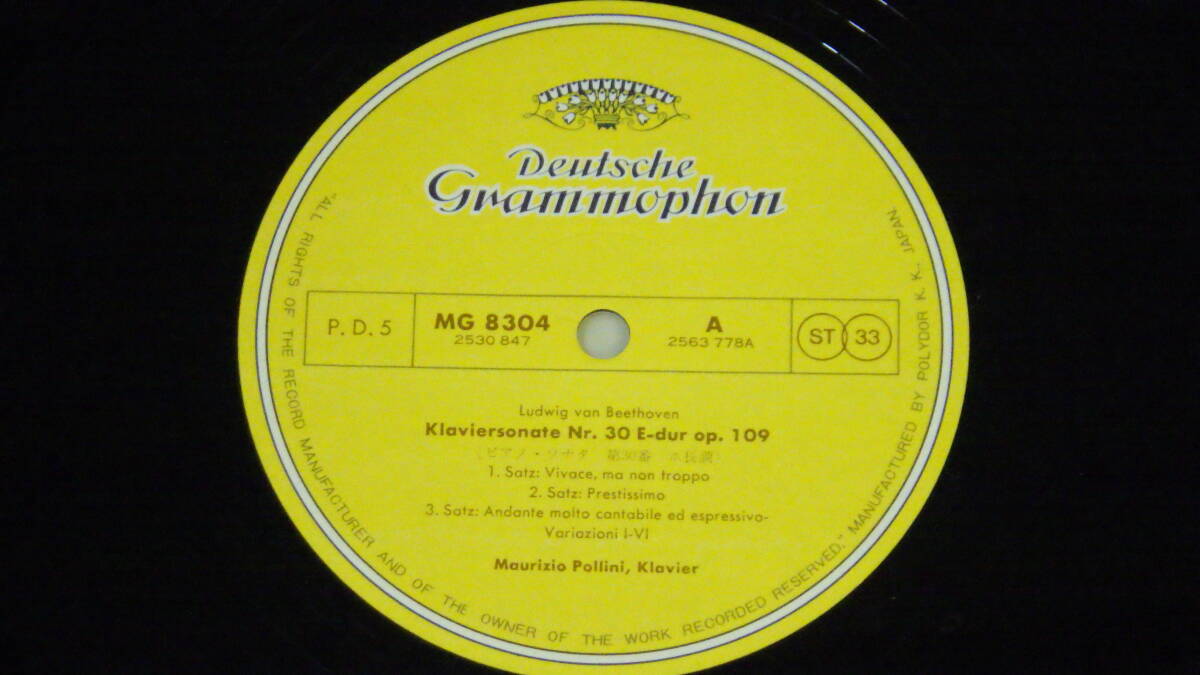 Deutsche
Grammophon
P. D. 5
MG 8304
2530 847
A
2563 778A
ST 33
Ludwig van Beethoven
Klaviersonate Nr. 30 E-dur op. 109
(ピアノ・ソナタ 第30番 ホ長調)
1. Satz: Vivace, ma non troppo
2. Satz: Prestissimo
3. Satz: Andante molto cantabile ed espressivo-
Variazioni I-VI
Maurizio Pollini, Klavier
"ALL RIGHTS OF THE RECORD MANUFACTURER AND OF THE OWNER OF THE WORK RECORDED RESERVED." MANUFACTURED BY POLYDOR K. K., JAPAN.